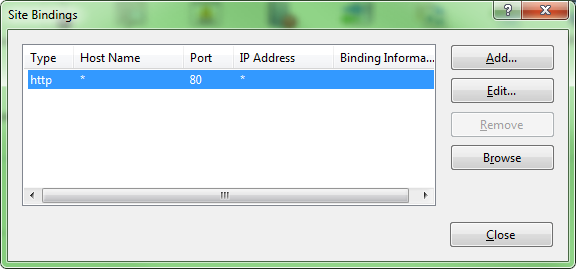 Site Bindings
Type Host Name Port IP Address Binding Informa...
http * 80 *
Add...
Edit...
Remove
Browse
Close